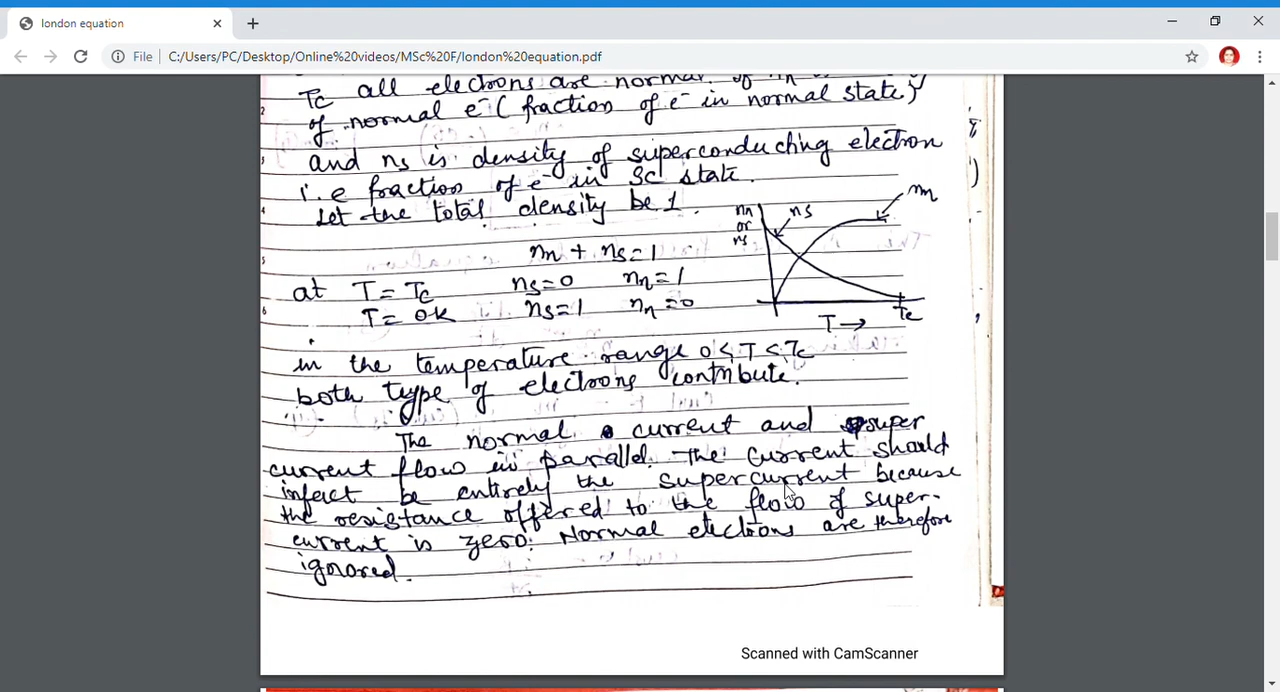 london equation
File C:/Users/PC/Desktop/Online%20videos/MSc%20F/london%20equation.pdf
Tc all electrons are normal. If nn
of normal e⁻ ( fraction of e⁻ in normal state)
and ns is density of superconducting electron
i.e fraction of e⁻ in SC state.
Let the total density be 1.
nn
or
ns
ns
nn
nn + ns = 1
at T = Tc ns = 0 nn = 1
T = 0K ns = 1 nn = 0
T → Tc
in the temperature range 0 < T < Tc
both type of electrons contribute.
The normal current and super
current flow in parallel. The current should
infect be entirely the supercurrent because
the resistance offered to the flow of super-
current is zero. Normal electrons are therefore
ignored.
Scanned with CamScanner